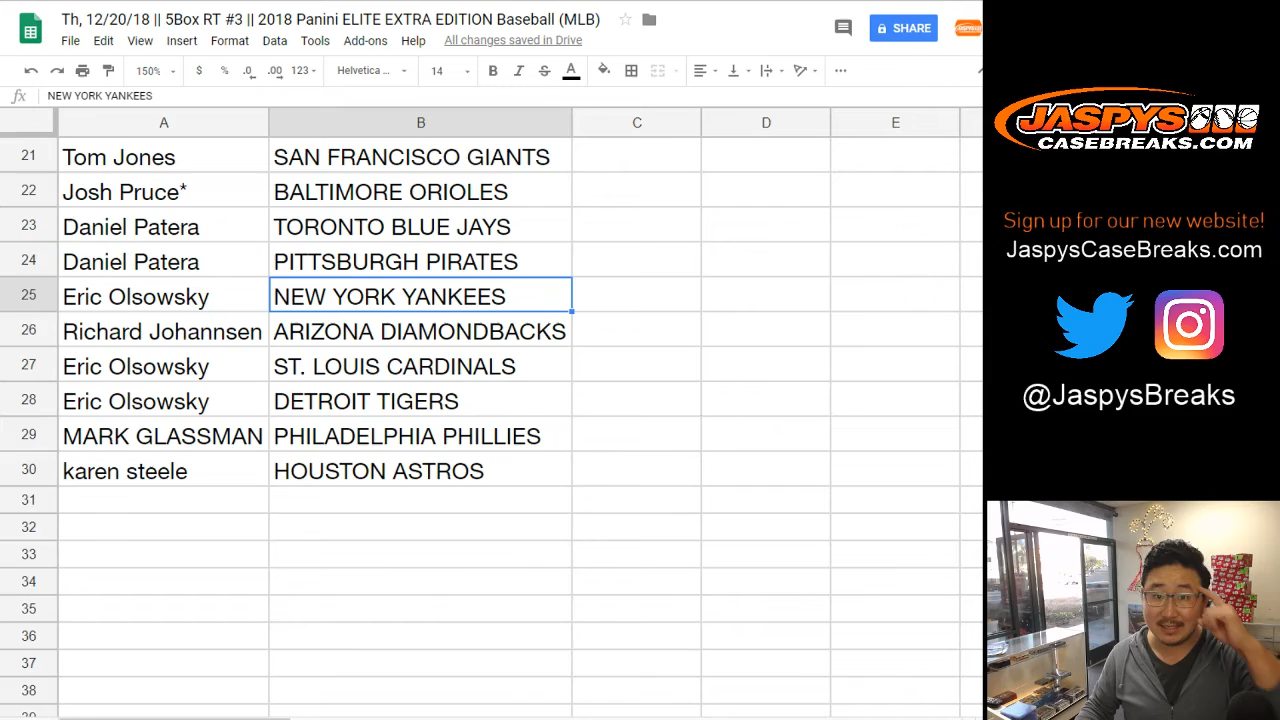 Th, 12/20/18 || 5Box RT #3 || 2018 Panini ELITE EXTRA EDITION Baseball (MLB)
File Edit View Insert Format Data Tools Add-ons Help All changes saved in Drive
SHARE
150% $ % .0 .00 123 Helvetica ... 14 B I S A
fx NEW YORK YANKEES
A B C D E
21 Tom Jones SAN FRANCISCO GIANTS
22 Josh Pruce* BALTIMORE ORIOLES
23 Daniel Patera TORONTO BLUE JAYS
24 Daniel Patera PITTSBURGH PIRATES
25 Eric Olsowsky NEW YORK YANKEES
26 Richard Johannsen ARIZONA DIAMONDBACKS
27 Eric Olsowsky ST. LOUIS CARDINALS
28 Eric Olsowsky DETROIT TIGERS
29 MARK GLASSMAN PHILADELPHIA PHILLIES
30 karen steele HOUSTON ASTROS
31
32
33
34
35
36
37
38
39
JASPYS
CASEBREAKS.COM
Sign up for our new website!
JaspysCaseBreaks.com
@JaspysBreaks